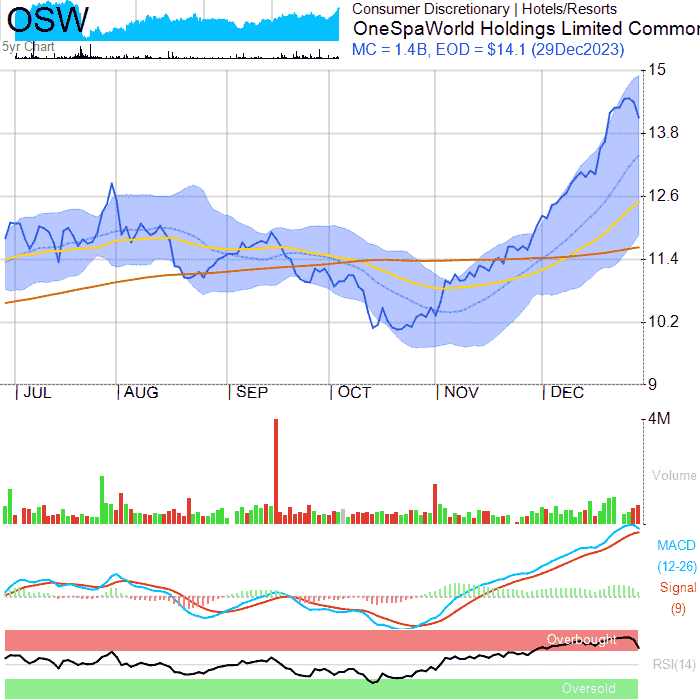 OSW
5yr Chart
Consumer Discretionary | Hotels/Resorts
OneSpaWorld Holdings Limited Common
MC = 1.4B, EOD = $14.1 (29Dec2023)
15
13.8
12.6
11.4
10.2
9
JUL AUG SEP OCT NOV DEC
4M
Volume
MACD
(12-26)
Signal
(9)
Overbought
RSI(14)
Oversold